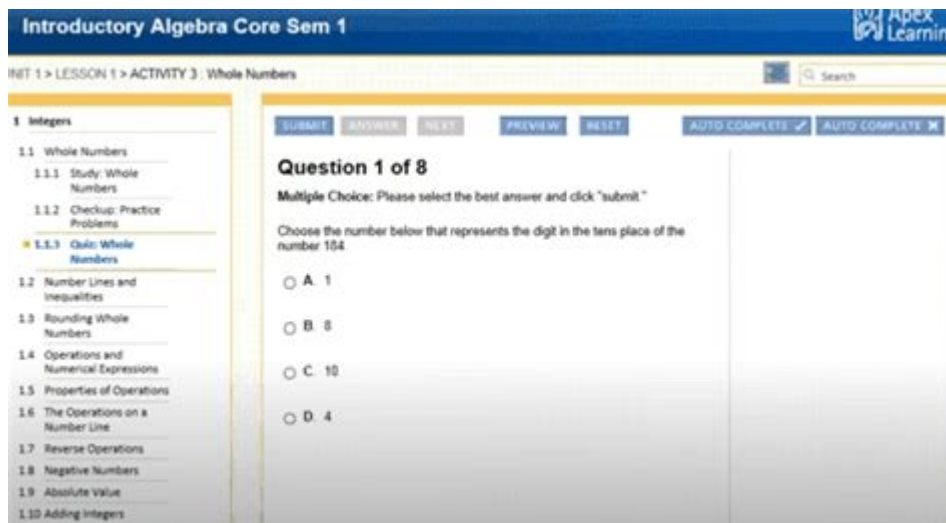 Introductory Algebra Core Sem 1
Apex
Learnin
NIT 1 > LESSON 1 > ACTIVITY 3 : Whole Numbers
Search
1 Integers
1.1 Whole Numbers
1.1.1 Study: Whole
Numbers
1.1.2 Checkup: Practice
Problems
1.1.3 Quiz: Whole
Numbers
1.2 Number Lines and
Inequalities
1.3 Rounding Whole
Numbers
1.4 Operations and
Numerical Expressions
1.5 Properties of Operations
1.6 The Operations on a
Number Line
1.7 Reverse Operations
1.8 Negative Numbers
1.9 Absolute Value
1.10 Adding Integers
SUBMIT ANSWER NEXT PREVIEW RESET AUTO COMPLETE ✓ AUTO COMPLETE ✕
Question 1 of 8
Multiple Choice: Please select the best answer and click "submit."
Choose the number below that represents the digit in the tens place of the
number 184
A. 1
B. 8
C. 10
D. 4